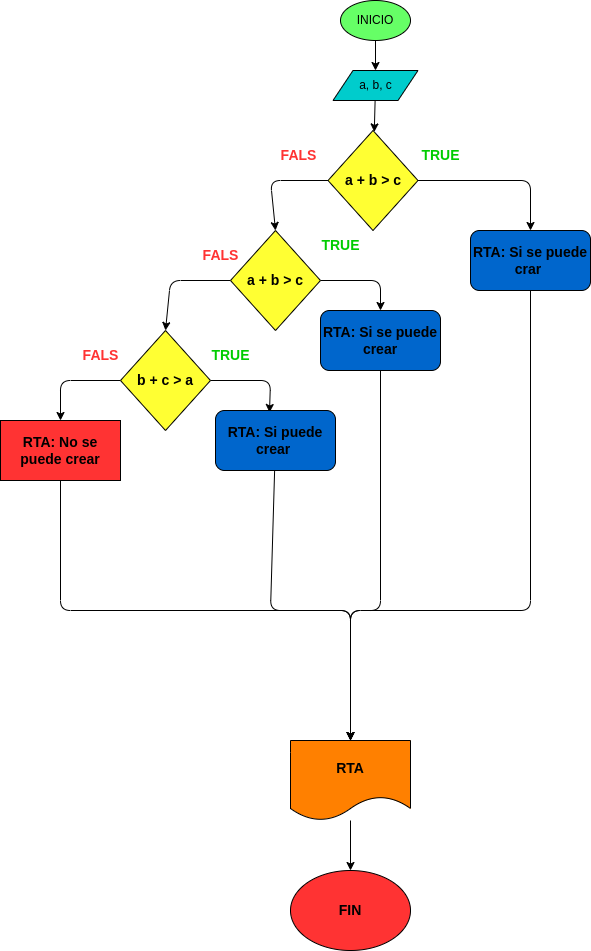 INICIO
a, b, c
FALS
TRUE
a + b > c
FALS
TRUE
a + b > c
RTA: Si se puede
crar
RTA: Si se puede
crear
FALS
TRUE
b + c > a
RTA: No se
puede crear
RTA: Si puede
crear
RTA
FIN